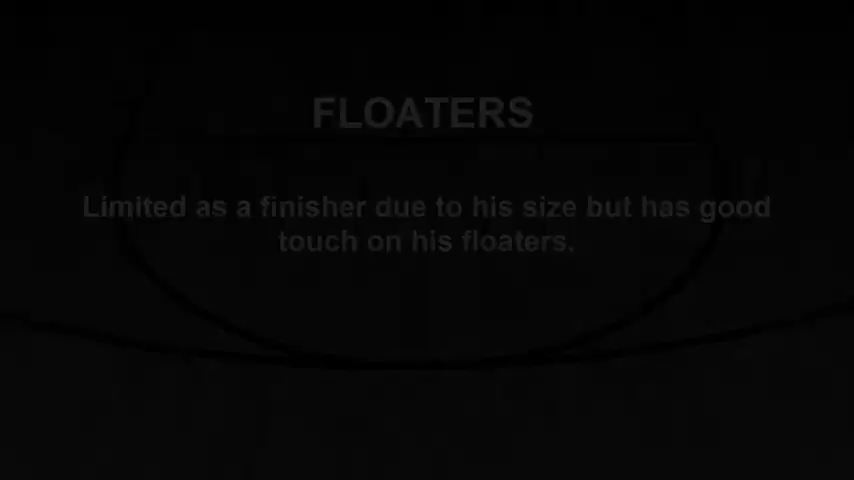 FLOATERS
Limited as a finisher due to his size but has good
touch on his floaters.